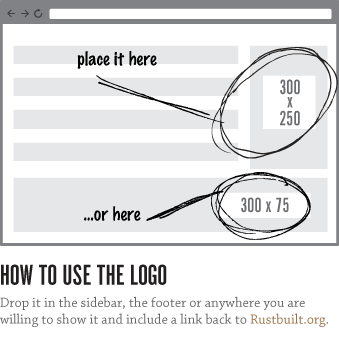 place it here
300
x
250
...or here
300 x 75
HOW TO USE THE LOGO
Drop it in the sidebar, the footer or anywhere you are
willing to show it and include a link back to Rustbuilt.org.